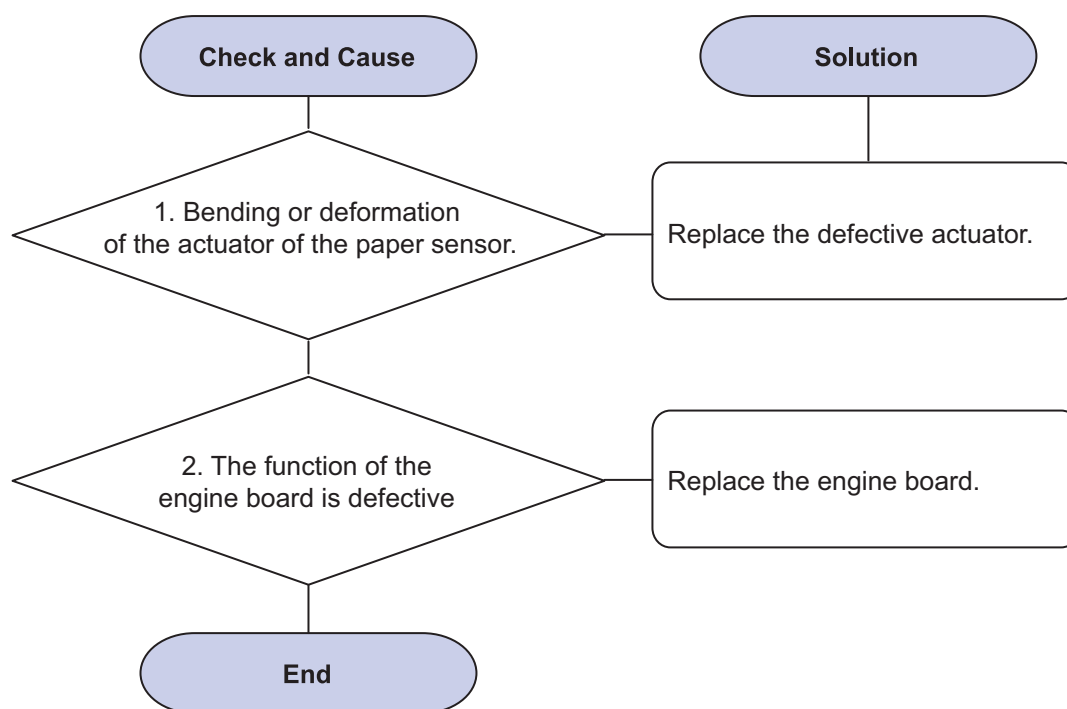 Check and Cause
Solution
1. Bending or deformation
of the actuator of the paper sensor.
Replace the defective actuator.
2. The function of the
engine board is defective
Replace the engine board.
End